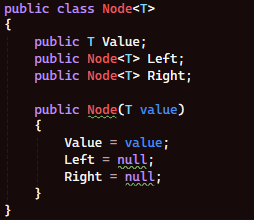 public class Node<T>
{
    public T Value;
    public Node<T> Left;
    public Node<T> Right;

    public Node(T value)
    {
        Value = value;
        Left = null;
        Right = null;
    }
}